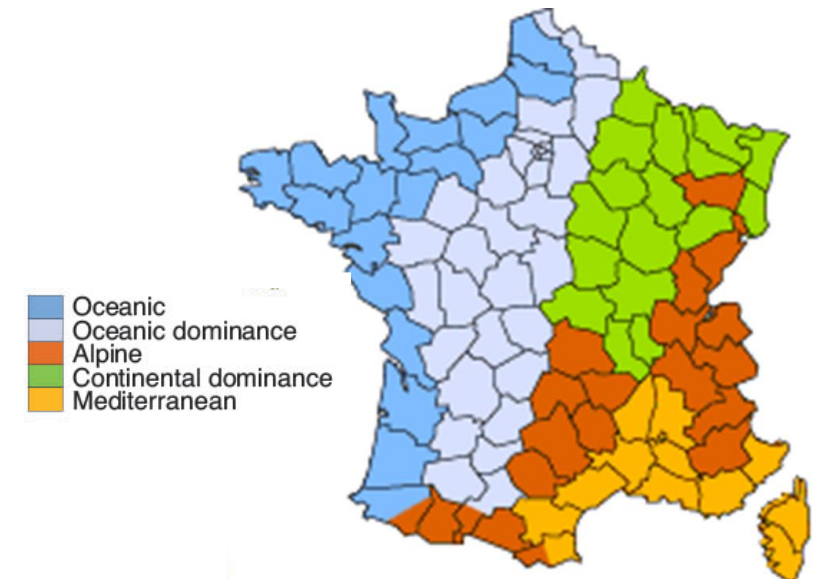 Oceanic
Oceanic dominance
Alpine
Continental dominance
Mediterranean